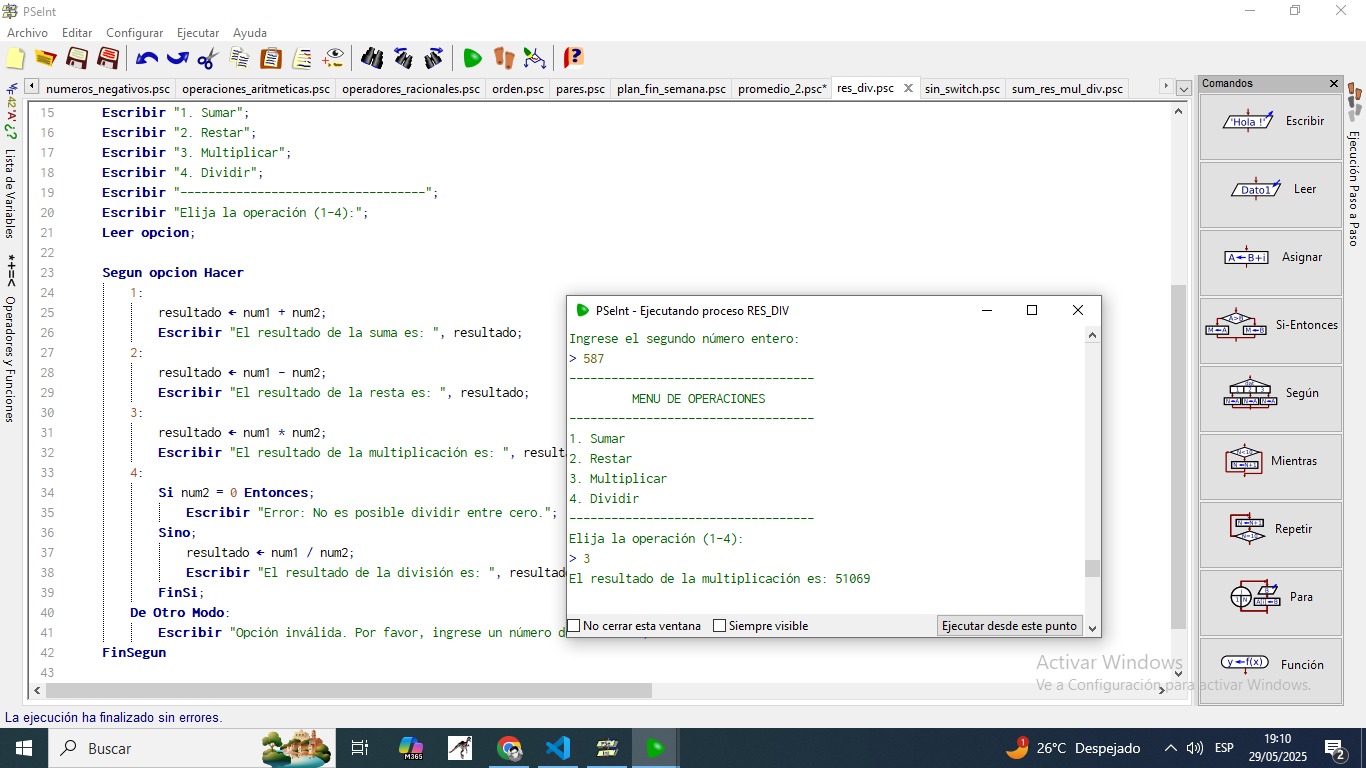 PSeInt
Archivo Editar Configurar Ejecutar Ayuda
numeros_negativos.psc operaciones_aritmeticas.psc operadores_racionales.psc orden.psc pares.psc plan_fin_semana.psc promedio_2.psc* res_div.psc sin_switch.psc sum_res_mul_div.psc
Lista de Variables
Operadores y Funciones
15 Escribir "1. Sumar";
16 Escribir "2. Restar";
17 Escribir "3. Multiplicar";
18 Escribir "4. Dividir";
19 Escribir "-----------------------------------";
20 Escribir "Elija la operación (1-4):";
21 Leer opcion;
22
23 Segun opcion Hacer
24 1:
25 resultado ← num1 + num2;
26 Escribir "El resultado de la suma es: ", resultado;
27 2:
28 resultado ← num1 - num2;
29 Escribir "El resultado de la resta es: ", resultado;
30 3:
31 resultado ← num1 * num2;
32 Escribir "El resultado de la multiplicación es: ", result
33 4:
34 Si num2 = 0 Entonces;
35 Escribir "Error: No es posible dividir entre cero.";
36 Sino;
37 resultado ← num1 / num2;
38 Escribir "El resultado de la división es: ", resultad
39 FinSi;
40 De Otro Modo:
41 Escribir "Opción inválida. Por favor, ingrese un número d
42 FinSegun
43
PSeInt - Ejecutando proceso RES_DIV
Ingrese el segundo número entero:
> 587
-----------------------------------
MENU DE OPERACIONES
-----------------------------------
1. Sumar
2. Restar
3. Multiplicar
4. Dividir
-----------------------------------
Elija la operación (1-4):
> 3
El resultado de la multiplicación es: 51069
No cerrar esta ventana Siempre visible Ejecutar desde este punto
Comandos
'Hola !' Escribir
Dato1 Leer
A←B+i Asignar
A>B M←A M←B Si-Entonces
Según
Mientras
Repetir
Para
y←f(x) Función
Ejecución Paso a Paso
Activar Windows
Ve a Configuración para activar Windows.
La ejecución ha finalizado sin errores.
Buscar
M365
1 26°C Despejado
ESP
19:10
29/05/2025
2